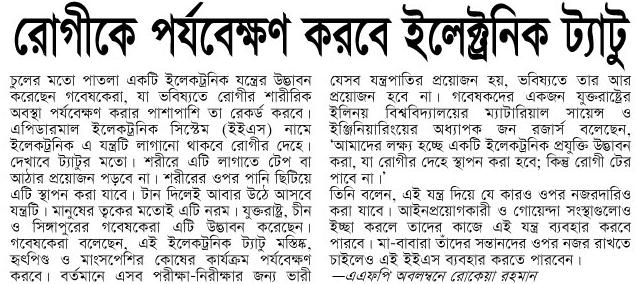 রোগীকে পর্যবেক্ষণ করবে ইলেক্ট্রনিক ট্যাটু
চুলের মতো পাতলা একটি ইলেকট্রনিক যন্ত্রের উদ্ভাবন
করেছেন গবেষকেরা, যা ভবিষ্যতে রোগীর শারীরিক
অবস্থা পর্যবেক্ষণ করার পাশাপাশি তা রেকর্ড করবে।
এপিডারমাল ইলেকট্রনিক সিস্টেম (ইইএস) নামে
ইলেকট্রনিক এ যন্ত্রটি লাগানো থাকবে রোগীর দেহে।
দেখাবে ট্যাটুর মতো। শরীরে এটি লাগাতে টেপ বা
আঠার প্রয়োজন পড়বে না। শরীরের ওপর পানি ছিটিয়ে
এটি স্থাপন করা যাবে। টান দিলেই আবার উঠে আসবে
যন্ত্রটি। মানুষের ত্বকের মতোই এটি নরম। যুক্তরাষ্ট্র, চীন
ও সিঙ্গাপুরের গবেষকেরা এটি উদ্ভাবন করেছেন।
গবেষকেরা বলেছেন, এই ইলেকট্রনিক ট্যাটু মস্তিষ্ক,
হৃৎপিণ্ড ও মাংসপেশির কোষের কার্যক্রম পর্যবেক্ষণ
করবে। বর্তমানে এসব পরীক্ষা-নিরীক্ষার জন্য ভারী
যেসব যন্ত্রপাতির প্রয়োজন হয়, ভবিষ্যতে তার আর
প্রয়োজন হবে না। গবেষকদের একজন যুক্তরাষ্ট্রের
ইলিনয় বিশ্ববিদ্যালয়ের ম্যাটারিয়াল সায়েন্স ও
ইঞ্জিনিয়ারিংয়ের অধ্যাপক জন রজার্স বলেছেন,
'আমাদের লক্ষ্য হচ্ছে একটি ইলেকট্রনিক প্রযুক্তি উদ্ভাবন
করা, যা রোগীর দেহে স্থাপন করা হবে; কিন্তু রোগী টের
পাবে না।'
তিনি বলেন, এই যন্ত্র দিয়ে যে কারও ওপর নজরদারিও
করা যাবে। আইনপ্রয়োগকারী ও গোয়েন্দা সংস্থাগুলোও
ইচ্ছা করলে তাদের কাজে এই যন্ত্র ব্যবহার করতে
পারবে। মা-বাবারা তাঁদের সন্তানদের ওপর নজর রাখতে
চাইলেও এই ইইএস ব্যবহার করতে পারবেন।
—এএফপি অবলম্বনে রোকেয়া রহমান